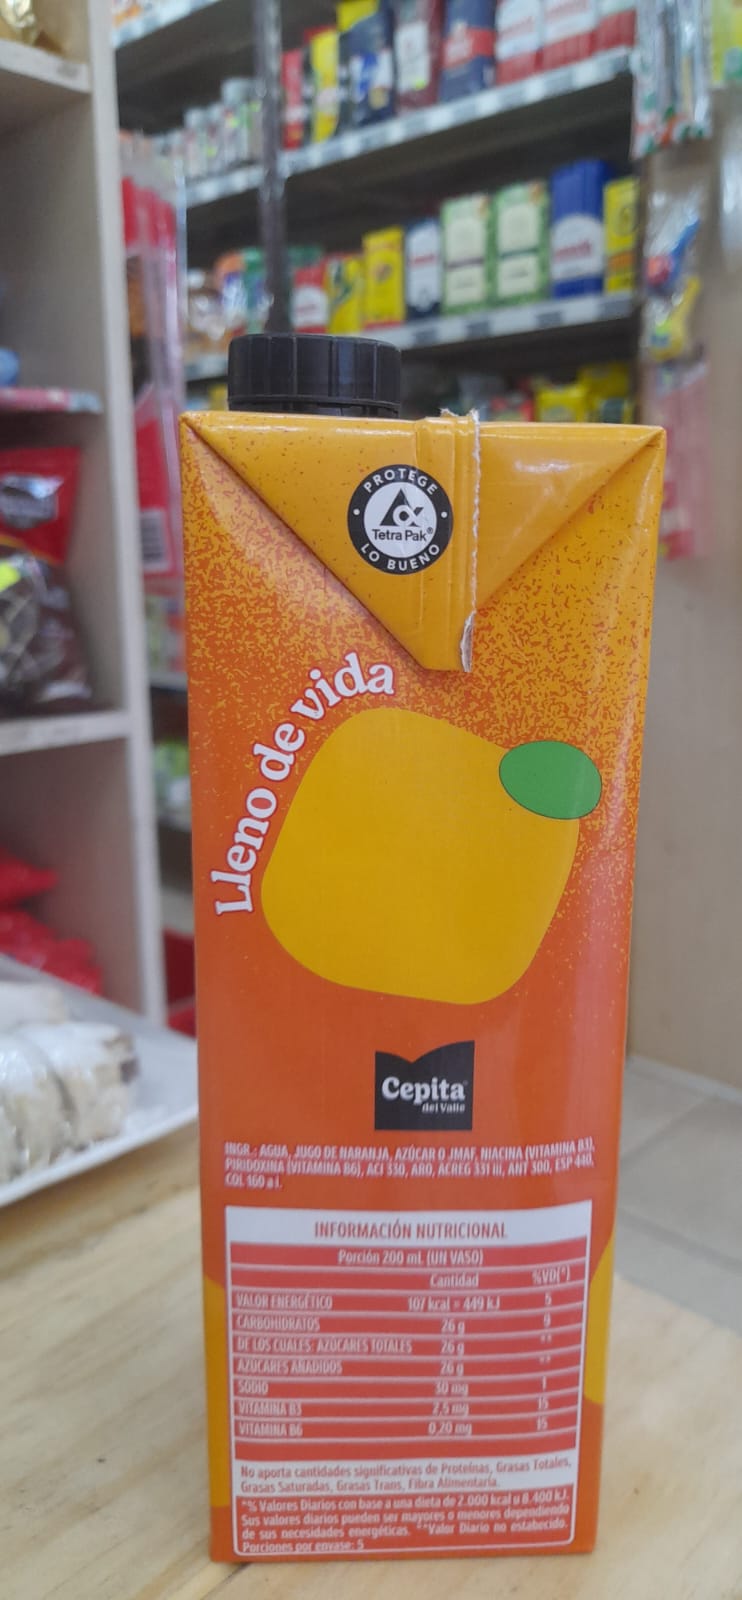 PROTEGE
Tetra Pak®
LO BUENO
Lleno de vida
Cepita
del Valle
INGR.: AGUA, JUGO DE NARANJA, AZÚCAR O JMAF, NIACINA (VITAMINA B3),
PIRIDOXINA (VITAMINA B6), ACI 330, ARO, ACREG 331 III, ANT 300, ESP 440,
COL 160 a i.
INFORMACIÓN NUTRICIONAL
Porción 200 mL (UN VASO)
Cantidad %VD(*)
VALOR ENERGÉTICO 107 kcal = 449 kJ 5
CARBOHIDRATOS 26 g 9
DE LOS CUALES: AZÚCARES TOTALES 26 g **
AZÚCARES AÑADIDOS 26 g **
SODIO 30 mg 1
VITAMINA B3 2,5 mg 15
VITAMINA B6 0,20 mg 15
No aporta cantidades significativas de Proteínas, Grasas Totales,
Grasas Saturadas, Grasas Trans, Fibra Alimentaria.
*% Valores Diarios con base a una dieta de 2.000 kcal u 8.400 kJ.
Sus valores diarios pueden ser mayores o menores dependiendo
de sus necesidades energéticas. **Valor Diario no establecido.
Porciones por envase: 5